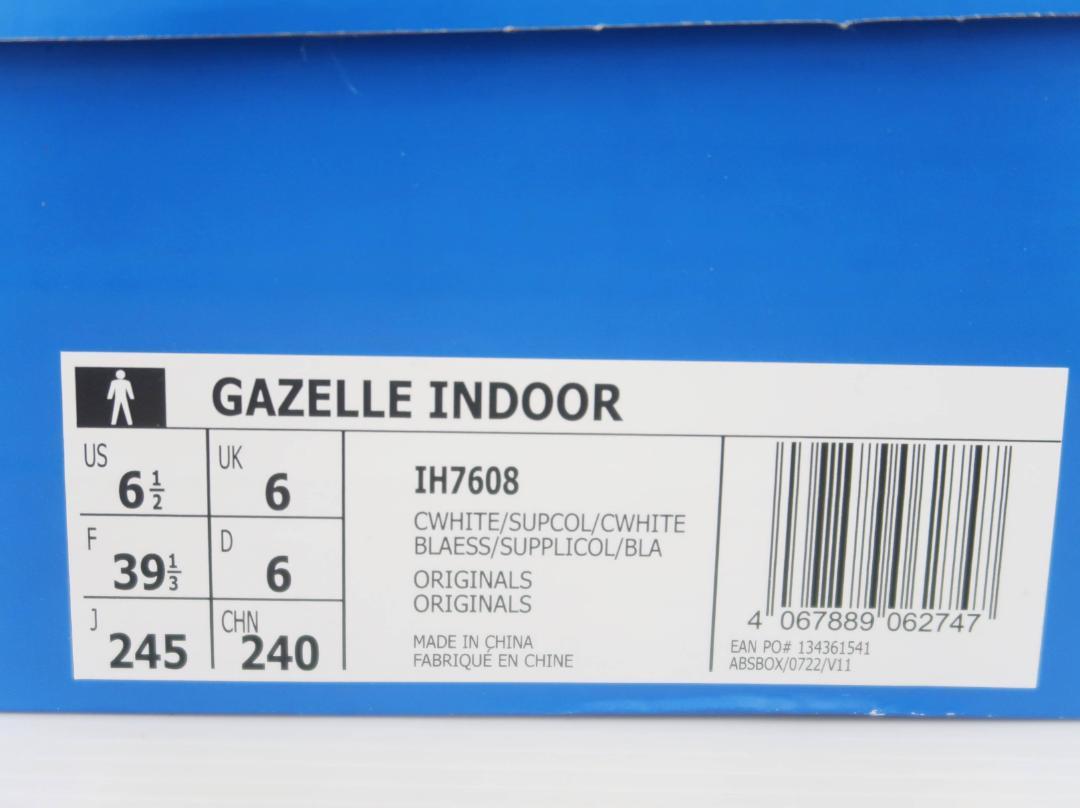 GAZELLE INDOOR
US 6 1/2
UK 6
F 39 1/3
D 6
J 245
CHN 240
IH7608
CWHITE/SUPCOL/CWHITE
BLAESS/SUPPLICOL/BLA
ORIGINALS
ORIGINALS
MADE IN CHINA
FABRIQUÉ EN CHINE
4 067889 062747
EAN PO# 134361541
ABSBOX/0722/V11